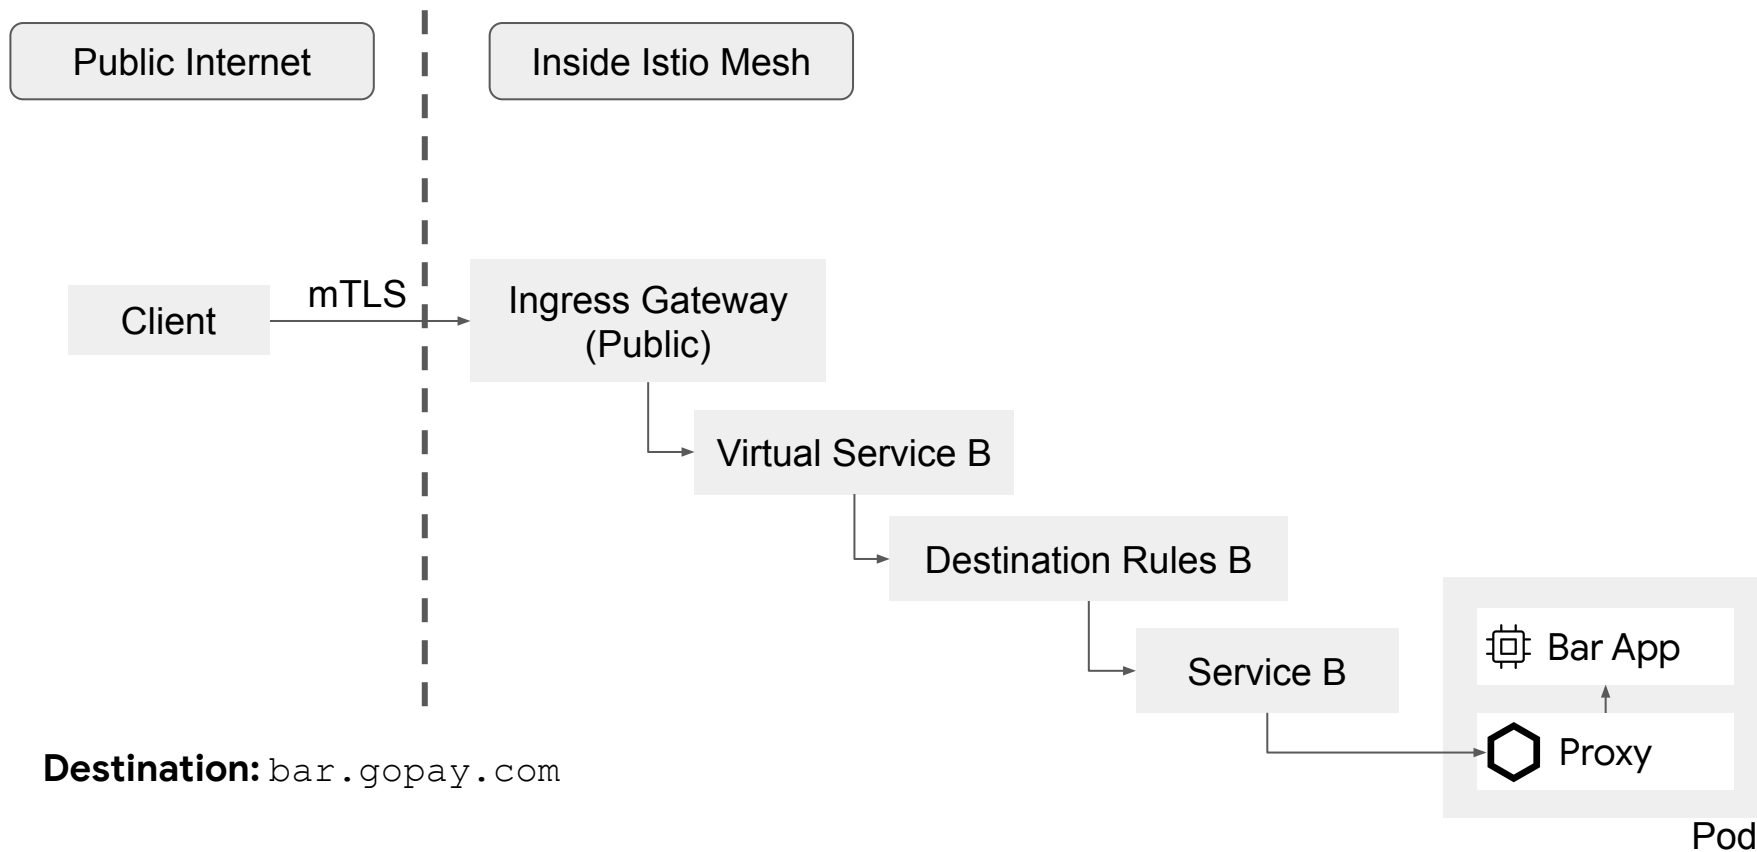 Public Internet
Inside Istio Mesh
Client
mTLS
Ingress Gateway
(Public)
Virtual Service B
Destination Rules B
Service B
Bar App
Proxy
Pod
Destination: bar.gopay.com